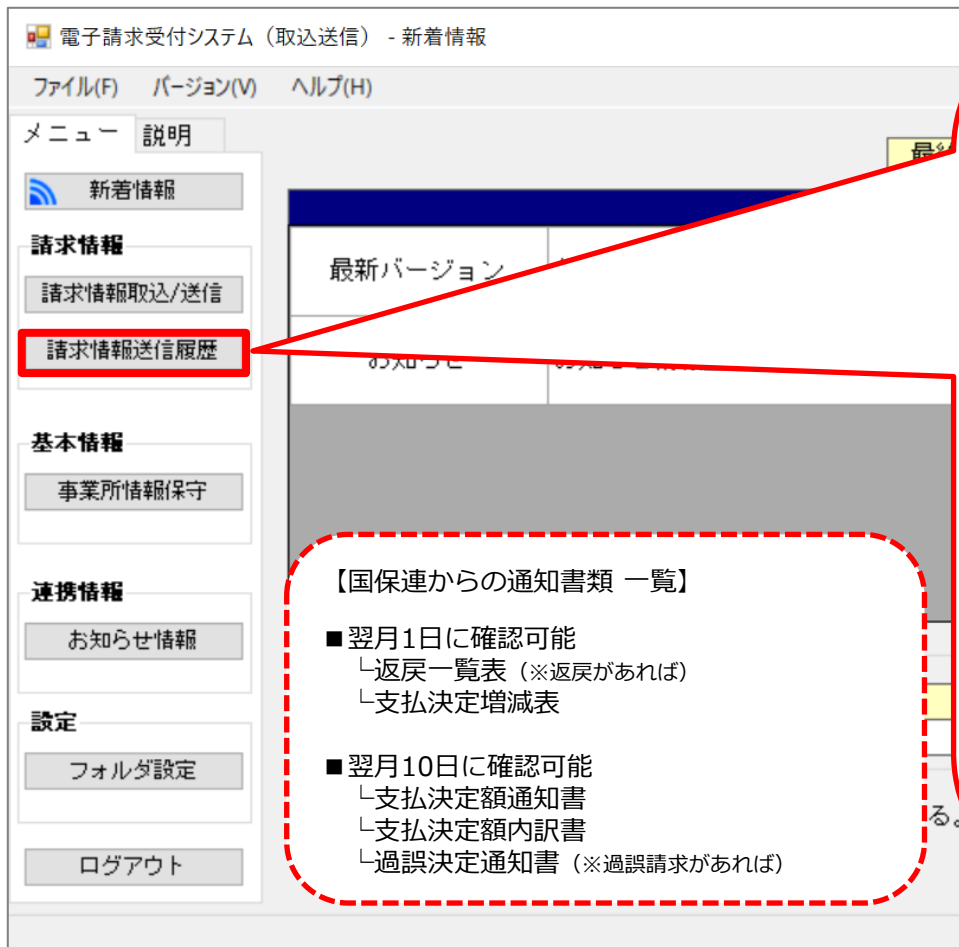 電子請求受付システム（取込送信） - 新着情報
ファイル(F) バージョン(V) ヘルプ(H)
メニュー 説明
新着情報
請求情報
請求情報取込/送信
請求情報送信履歴
基本情報
事業所情報保守
連携情報
お知らせ情報
設定
フォルダ設定
ログアウト
最新バージョン
お知らせ
【国保連からの通知書類 一覧】
■翌月1日に確認可能
└返戻一覧表（※返戻があれば）
└支払決定増減表
■翌月10日に確認可能
└支払決定額通知書
└支払決定額内訳書
└過誤決定通知書（※過誤請求があれば）
る。